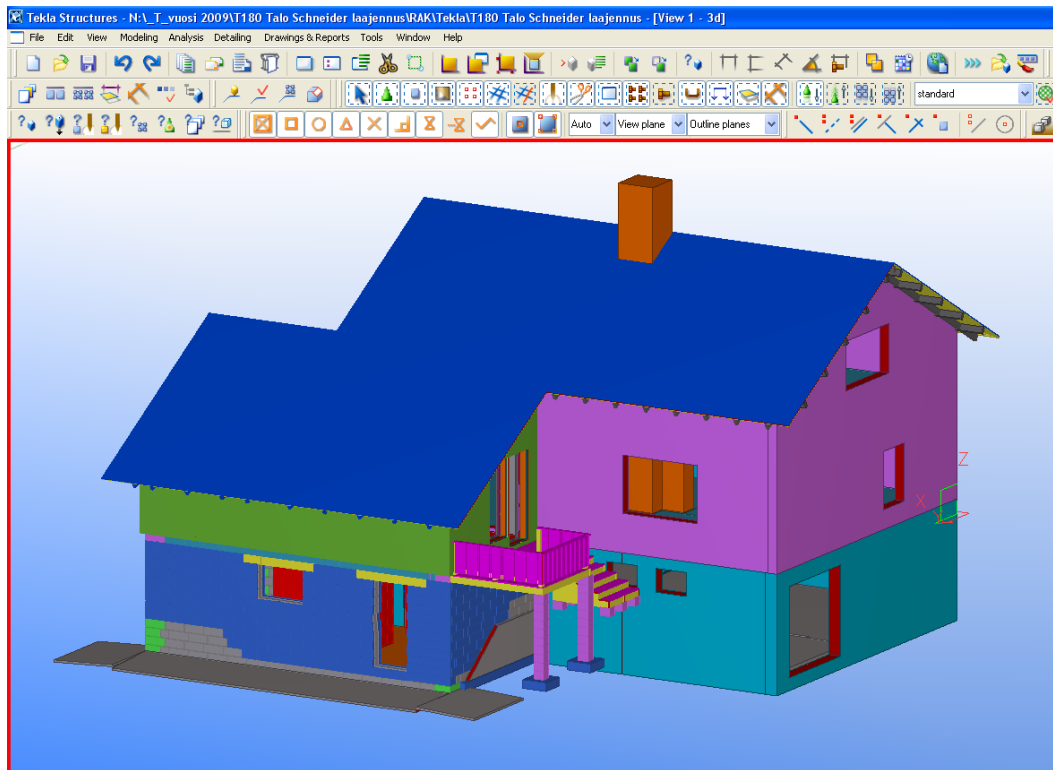 Tekla Structures - N:\_T_vuosi 2009\T180 Talo Schneider laajennus\RAK\Tekla\T180 Talo Schneider laajennus - [View 1 - 3d]
File Edit View Modeling Analysis Detailing Drawings & Reports Tools Window Help
standard
Auto View plane Outline planes
Z
X
Y